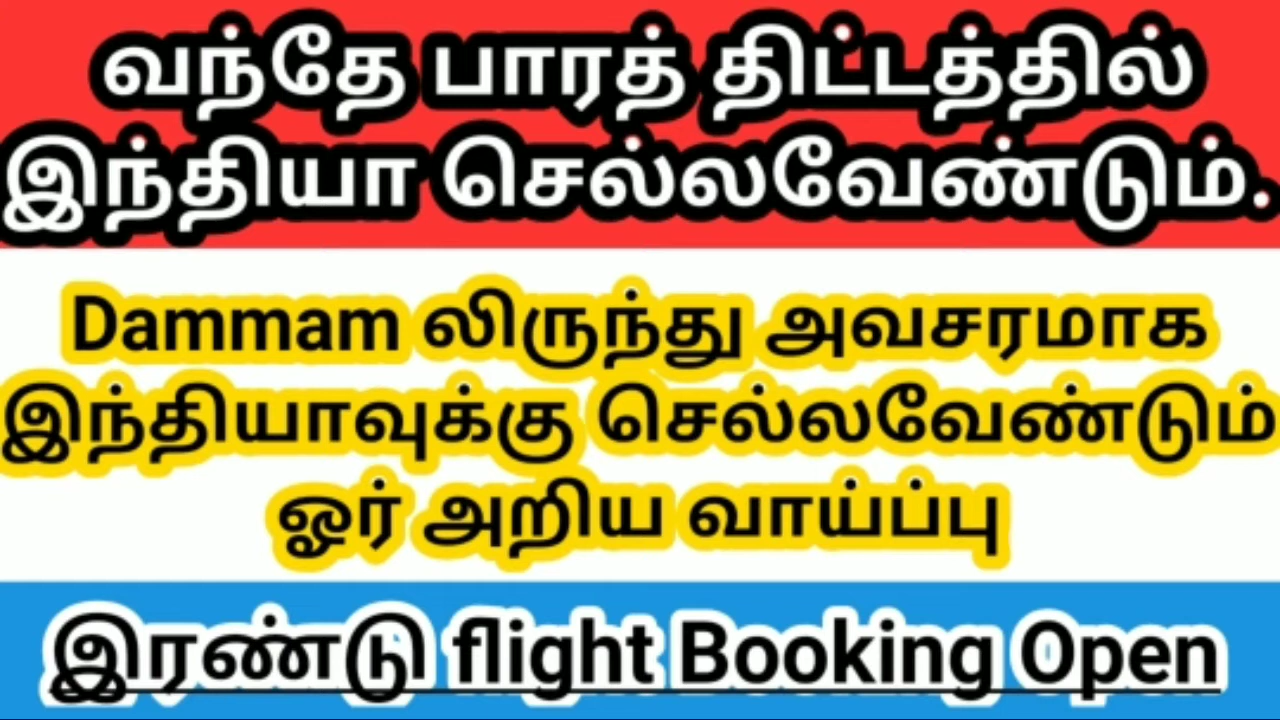 வந்தே பாரத் திட்டத்தில்
இந்தியா செல்லவேண்டும்.
Dammam லிருந்து அவசரமாக
இந்தியாவுக்கு செல்லவேண்டும்
ஓர் அறிய வாய்ப்பு
இரண்டு flight Booking Open